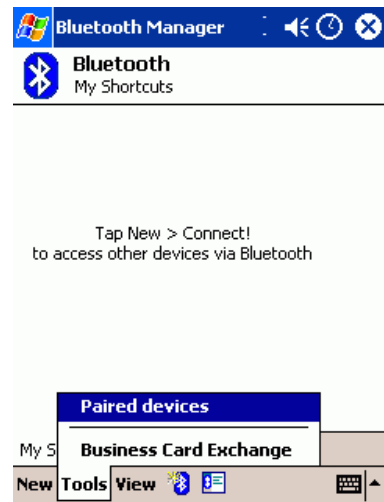 Bluetooth Manager
Bluetooth
My Shortcuts
Tap New > Connect!
to access other devices via Bluetooth
Paired devices
Business Card Exchange
My S
New Tools View